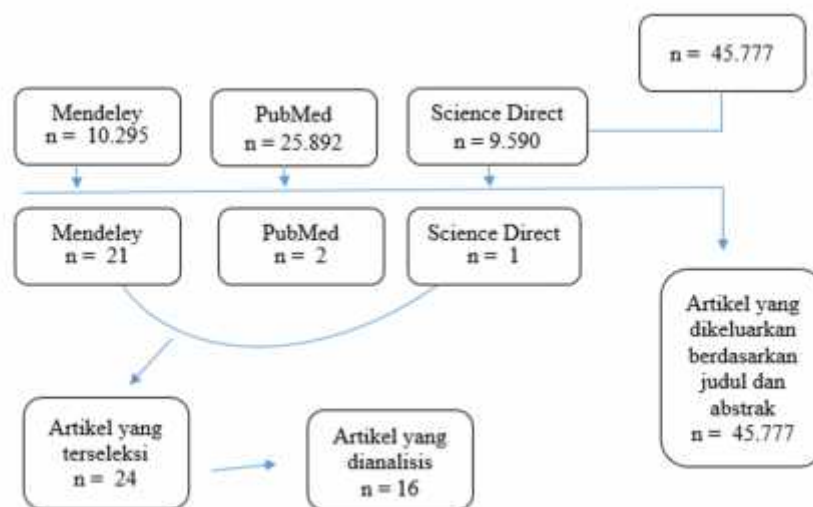 n = 45.777
Mendeley
n = 10.295
PubMed
n = 25.892
Science Direct
n = 9.590
Mendeley
n = 21
PubMed
n = 2
Science Direct
n = 1
Artikel yang
dikeluarkan
berdasarkan
judul dan
abstrak
n = 45.777
Artikel yang
terseleksi
n = 24
Artikel yang
dianalisis
n = 16